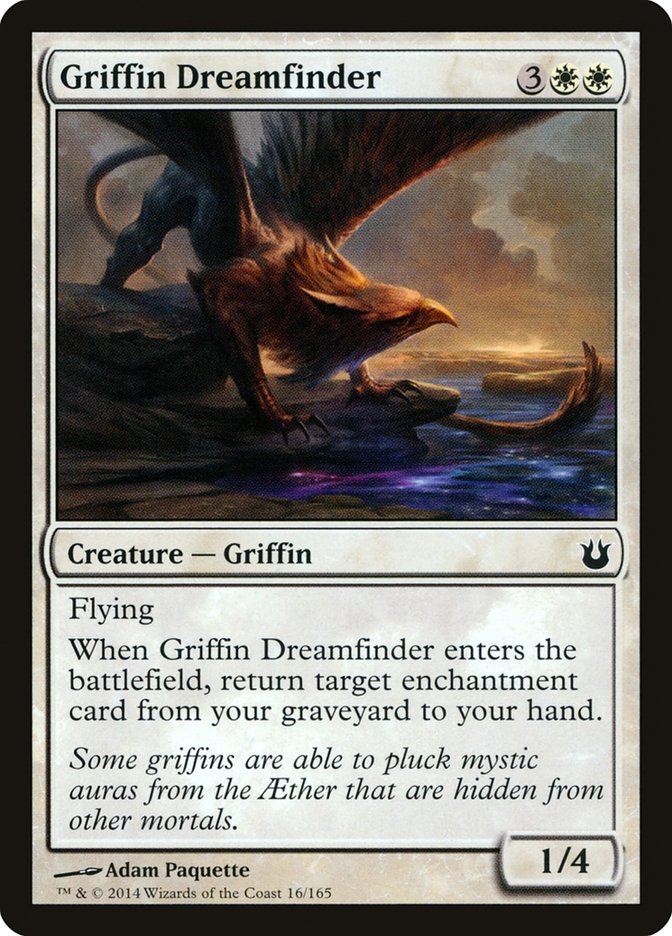 Griffin Dreamfinder 3
Creature — Griffin
Flying
When Griffin Dreamfinder enters the
battlefield, return target enchantment
card from your graveyard to your hand.
Some griffins are able to pluck mystic
auras from the Æther that are hidden from
other mortals.
1/4
Adam Paquette
™ & © 2014 Wizards of the Coast 16/165